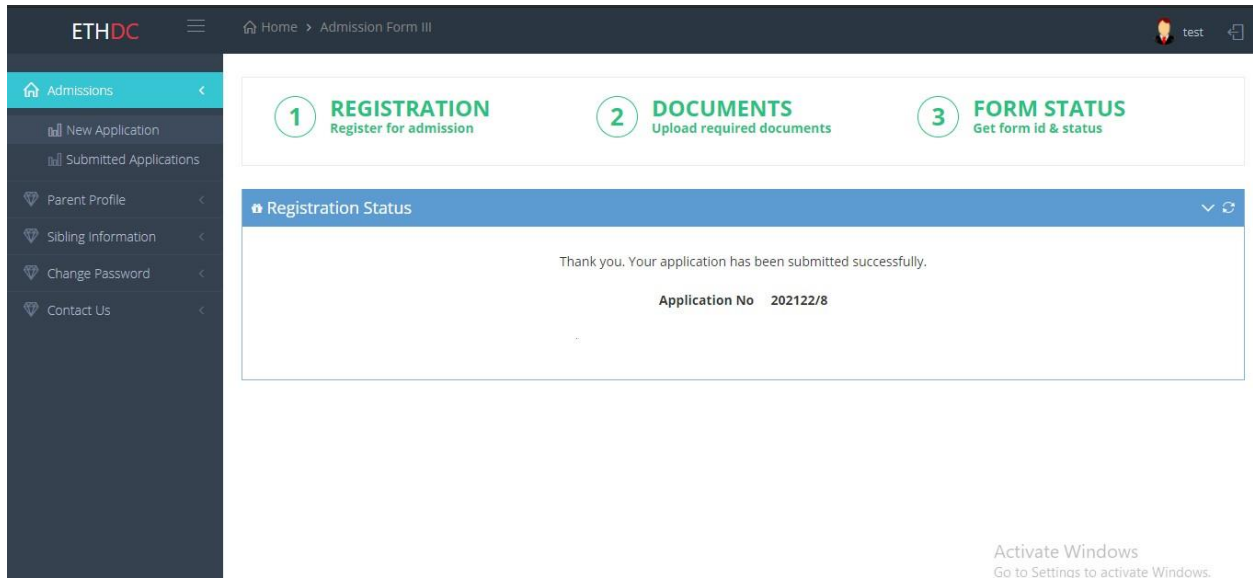 ETHDC
Home > Admission Form III
test
Admissions
New Application
Submitted Applications
Parent Profile
Sibling Information
Change Password
Contact Us
1 REGISTRATION
Register for admission
2 DOCUMENTS
Upload required documents
3 FORM STATUS
Get form id & status
Registration Status
Thank you. Your application has been submitted successfully.
Application No 202122/8
Activate Windows
Go to Settings to activate Windows.